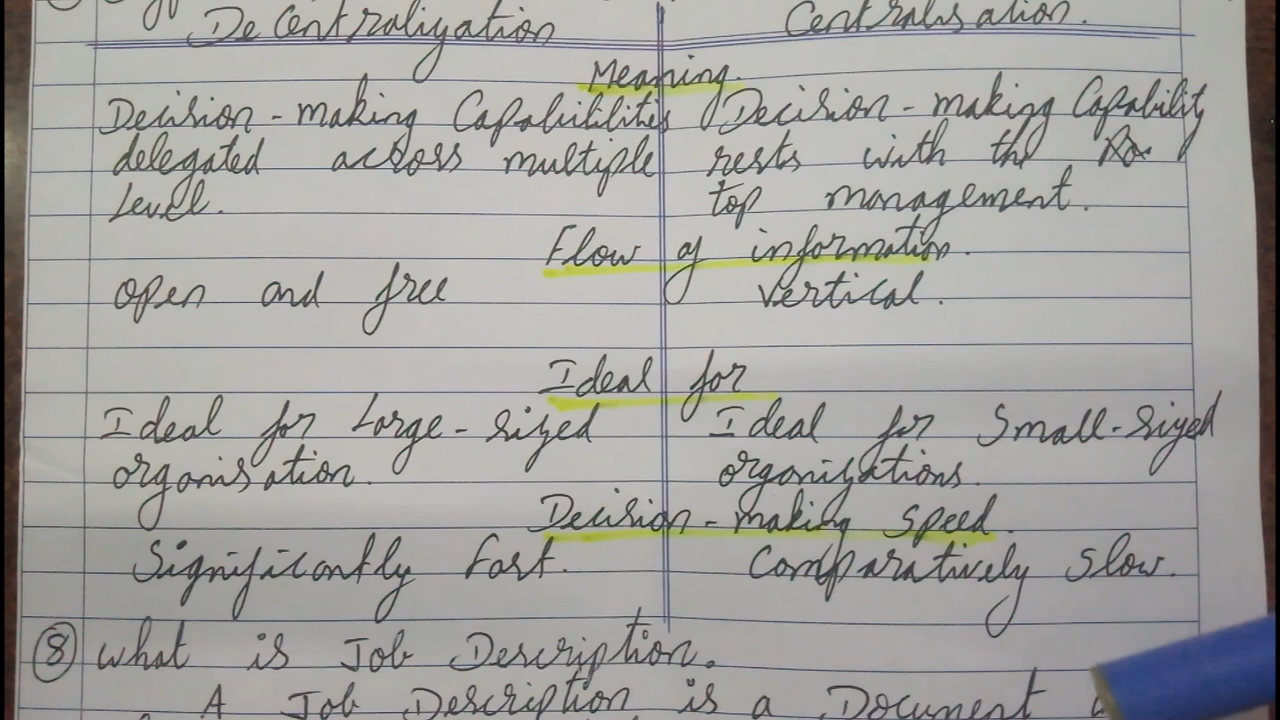 Decentralization Centralisation.
Meaning.
Decision-making Capabilities Decision-making Capability
delegated across multiple rests with the
Level. top management.
Flow of information.
open and free Vertical.
Ideal for
Ideal for Large-sized Ideal for Small-sized
organisation. organizations.
Decision-making speed.
Significantly fast. Comparatively slow.
8 What is Job Description.
A Job Description is a Document